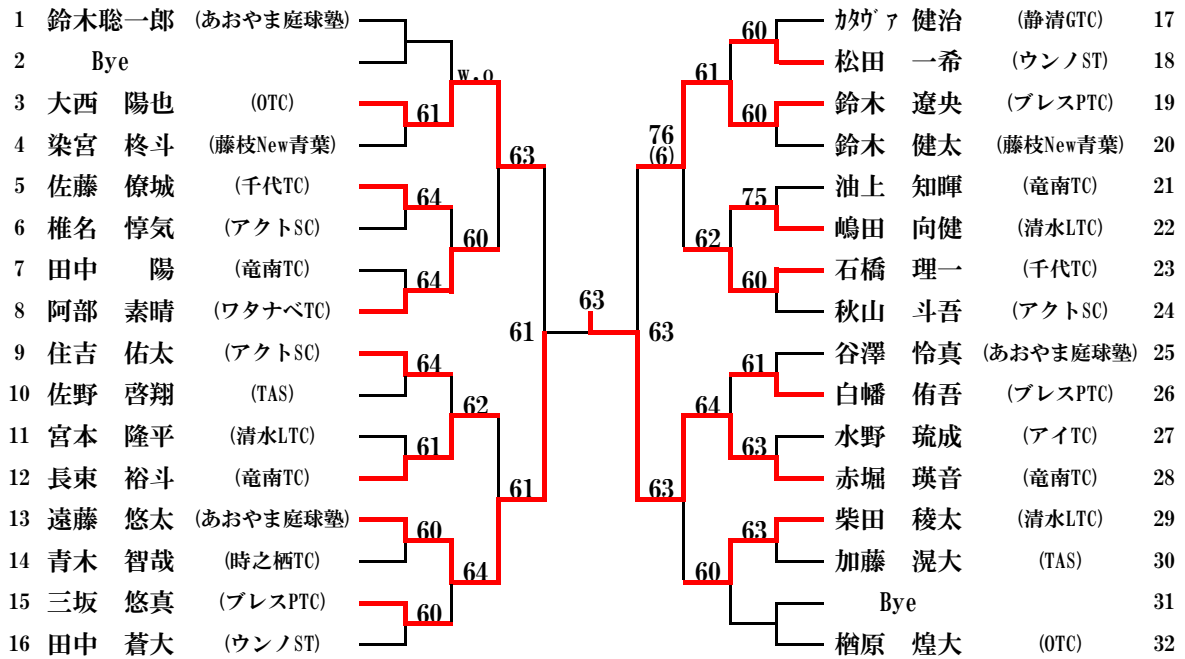 1 鈴木聡一郎 (あおやま庭球塾)
2 Bye
w.o
3 大西 陽也 (OTC)
61
4 染宮 柊斗 (藤枝New青葉)
63
5 佐藤 僚城 (千代TC)
64
6 椎名 惇気 (アクトSC)
60
7 田中 陽 (竜南TC)
64
8 阿部 素晴 (ワタナベTC)
61
9 住吉 佑太 (アクトSC)
64
10 佐野 啓翔 (TAS)
62
11 宮本 隆平 (清水LTC)
61
12 長束 裕斗 (竜南TC)
61
13 遠藤 悠太 (あおやま庭球塾)
60
14 青木 智哉 (時之栖TC)
64
15 三坂 悠真 (ブレスPTC)
60
16 田中 蒼大 (ウンノST)
63
カタヴァ 健治 (静清GTC) 17
60
松田 一希 (ウンノST) 18
61
鈴木 遼央 (ブレスPTC) 19
60
鈴木 健太 (藤枝New青葉) 20
76
(6)
油上 知暉 (竜南TC) 21
75
嶋田 向健 (清水LTC) 22
62
石橋 理一 (千代TC) 23
60
秋山 斗吾 (アクトSC) 24
63
谷澤 怜真 (あおやま庭球塾) 25
61
白幡 侑吾 (ブレスPTC) 26
64
水野 琉成 (アイTC) 27
63
赤堀 瑛音 (竜南TC) 28
63
柴田 稜太 (清水LTC) 29
63
加藤 滉大 (TAS) 30
60
Bye 31
楢原 煌大 (OTC) 32